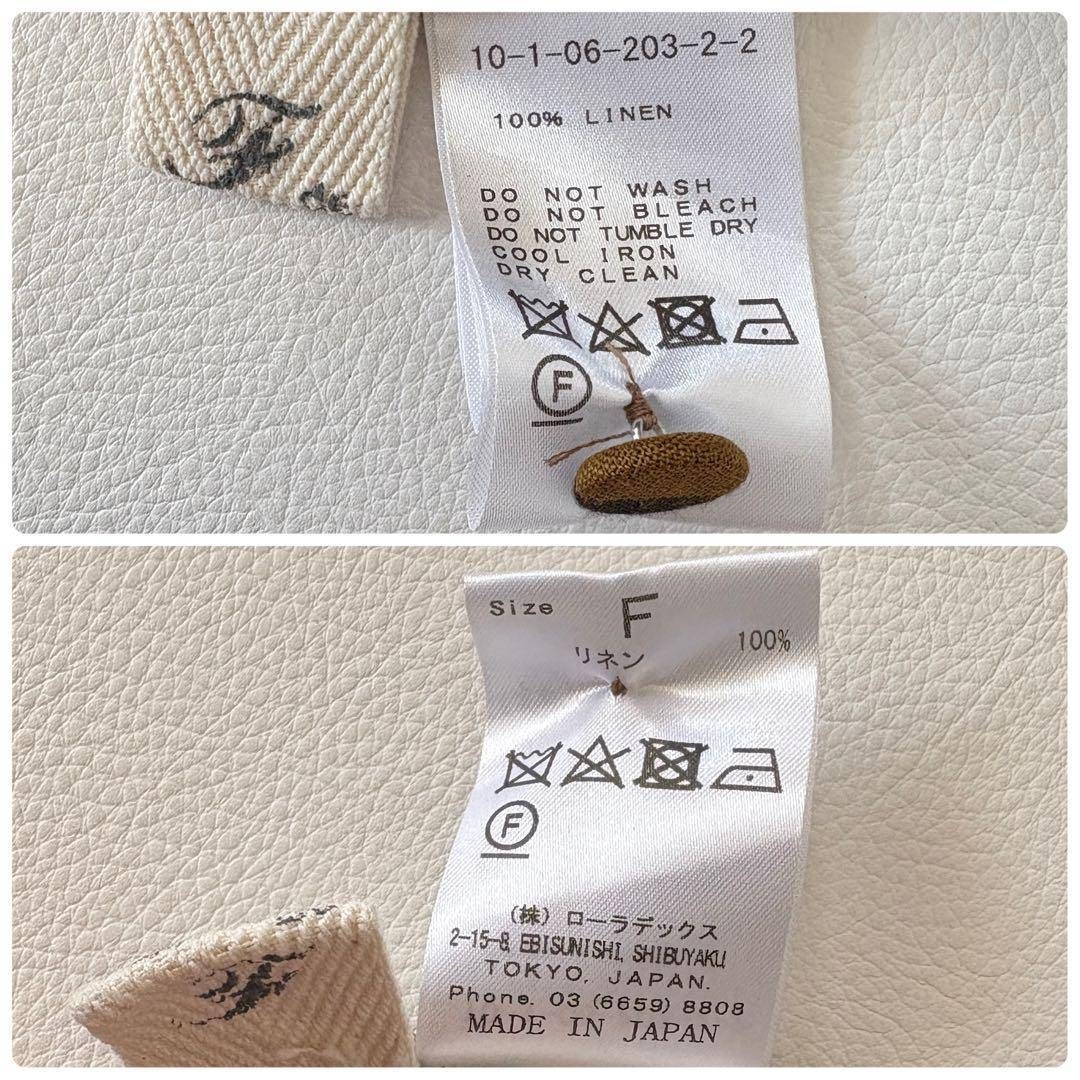 F
10-1-06-203-2-2
100% LINEN
DO NOT WASH
DO NOT BLEACH
DO NOT TUMBLE DRY
COOL IRON
DRY CLEAN
F
Size F
リネン 100%
F
(株) ローラデックス
2-15-8 EBISUNISHI, SHIBUYAKU,
TOKYO, JAPAN.
Phone. 03 (6659) 8808
MADE IN JAPAN